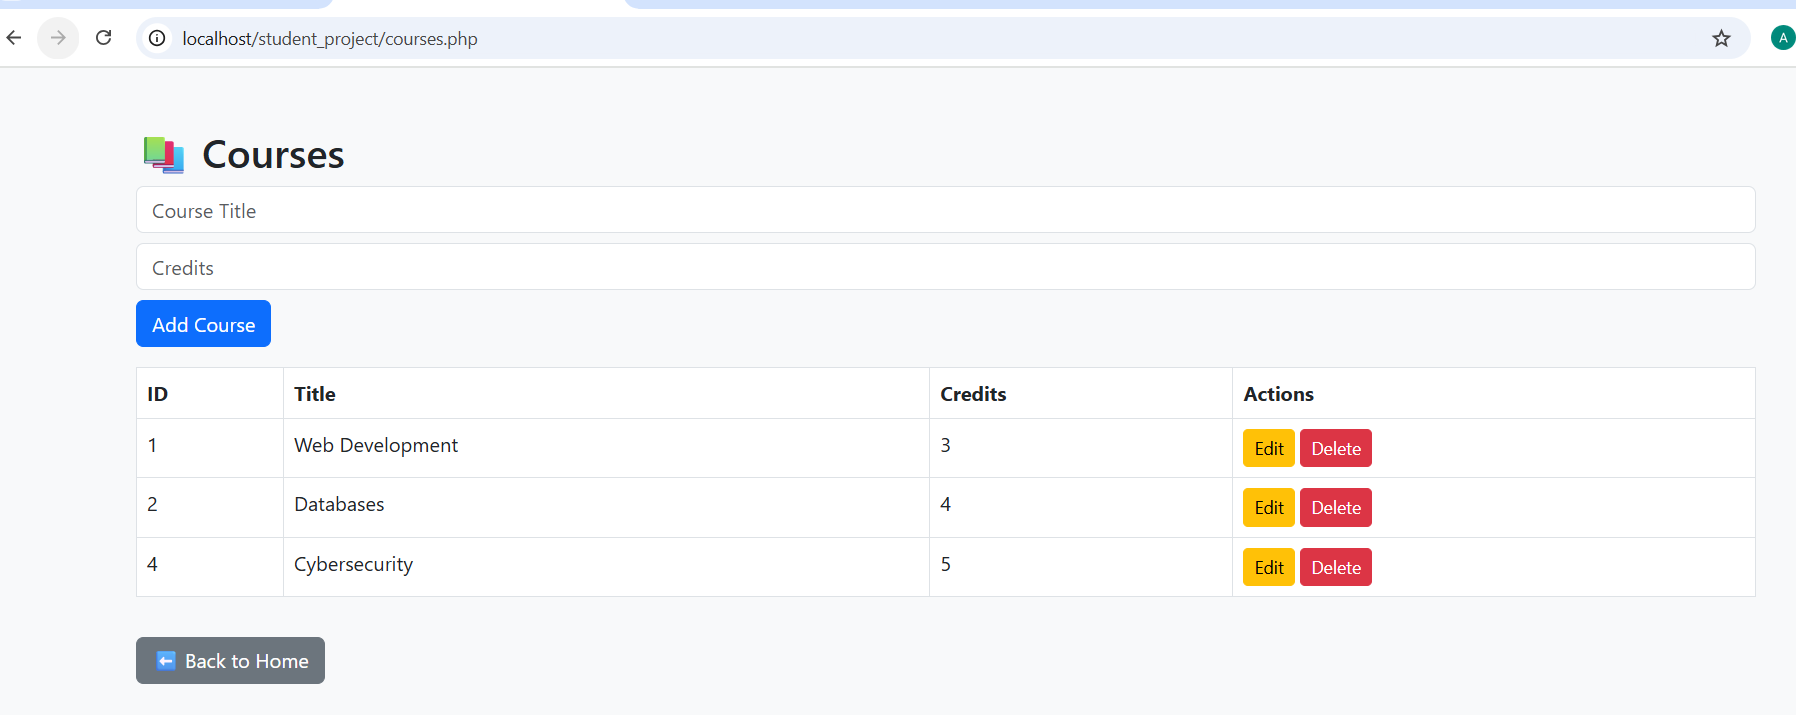 localhost/student_project/courses.php
A
📚 Courses
Course Title
Credits
Add Course
ID Title Credits Actions
1 Web Development 3 Edit Delete
2 Databases 4 Edit Delete
4 Cybersecurity 5 Edit Delete
⬅️ Back to Home